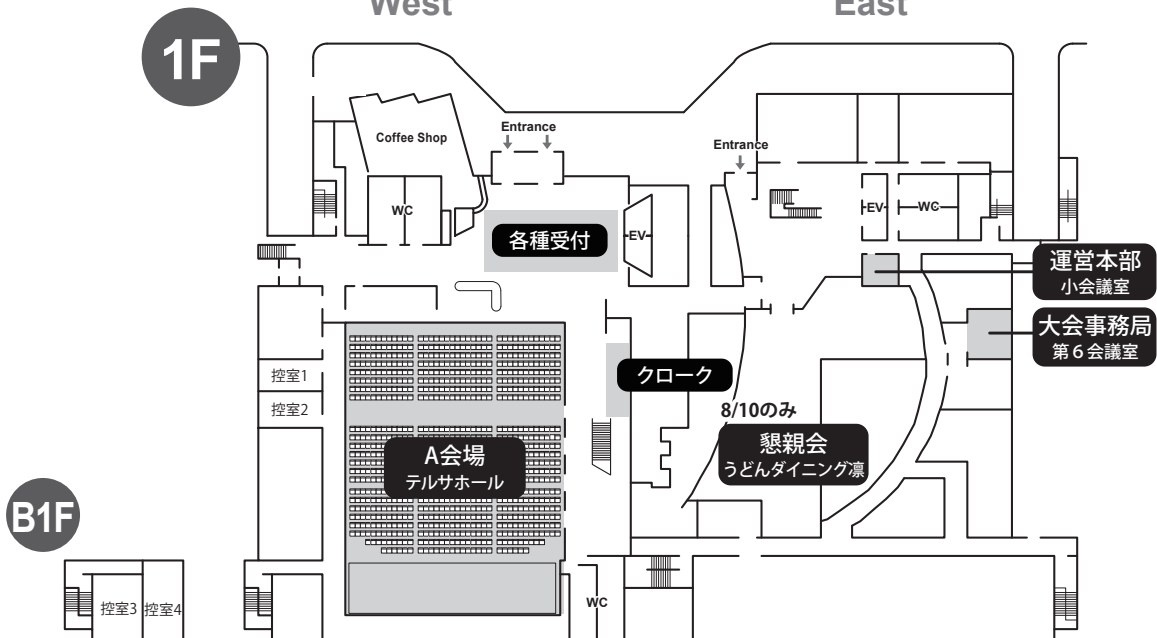 West
East
1F
Entrance
Coffee Shop
Entrance
WC
EV
WC
各種受付
EV
運営本部
小会議室
大会事務局
第6会議室
控室1
クローク
控室2
8/10のみ
懇親会
うどんダイニング凛
A会場
テルサホール
B1F
控室3
控室4
WC